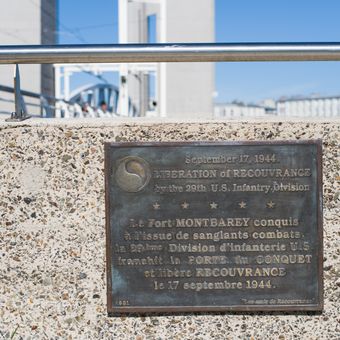 September 17, 1944.
LIBERATION of RECOUVRANCE
by the 29th U.S. Infantry Division
Le Fort MONTBAREY conquis
à l'issue de sanglants combats,
la 29ème Division d'infanterie U.S.
franchit la PORTE du CONQUET
et libère RECOUVRANCE
le 17 septembre 1944.
"Les amis de Recouvrance"